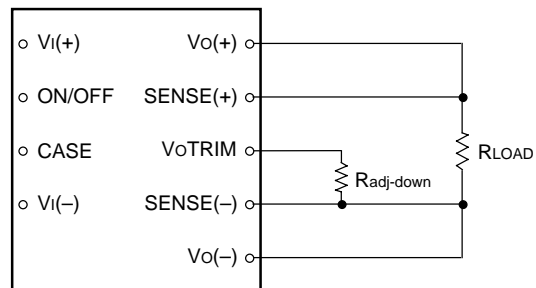 VI(+) VO(+)
ON/OFF SENSE(+)
CASE VOTRIM
RLOAD
Radj-down
VI(–) SENSE(–)
VO(–)